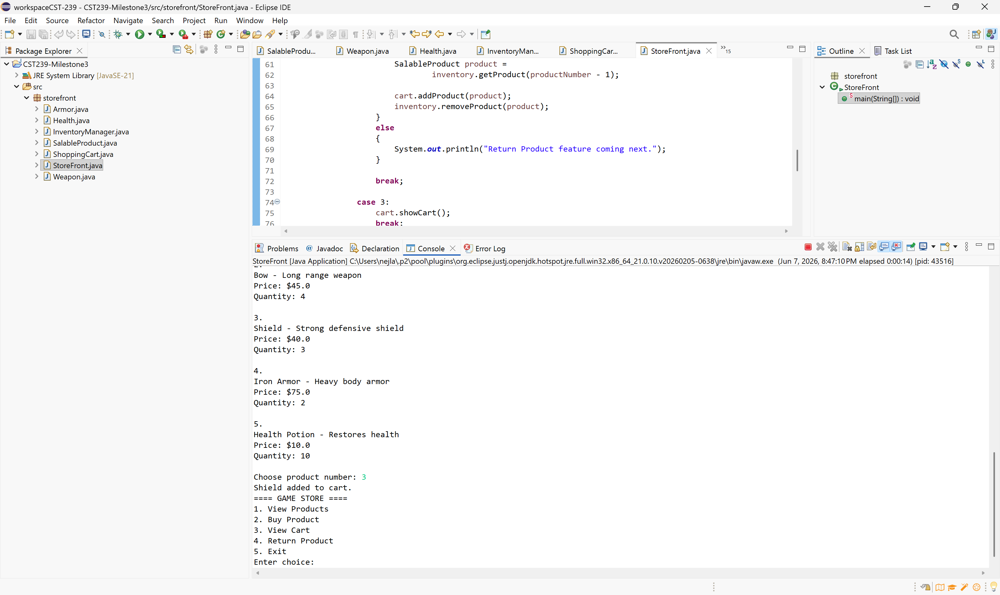 workspaceCST-239 - CST239-Milestone3/src/storefront/StoreFront.java - Eclipse IDE
File Edit Source Refactor Navigate Search Project Run Window Help
Package Explorer
CST239-Milestone3
JRE System Library [JavaSE-21]
src
storefront
Armor.java
Health.java
InventoryManager.java
SalableProduct.java
ShoppingCart.java
StoreFront.java
Weapon.java
SalableProdu... Weapon.java Health.java InventoryMan... ShoppingCar... StoreFront.java »15
61 SalableProduct product =
62 inventory.getProduct(productNumber - 1);
63
64 cart.addProduct(product);
65 inventory.removeProduct(product);
66 }
67 else
68 {
69 System.out.println("Return Product feature coming next.");
70 }
71
72 break;
73
74 case 3:
75 cart.showCart();
76 break;
Outline Task List
storefront
StoreFront
main(String[]) : void
Problems Javadoc Declaration Console Error Log
StoreFront [Java Application] C:\Users\nejla\.p2\pool\plugins\org.eclipse.justj.openjdk.hotspot.jre.full.win32.x86_64_21.0.10.v20260205-0638\jre\bin\javaw.exe (Jun 7, 2026, 8:47:10 PM elapsed 0:00:14) [pid: 43516]
2.
Bow - Long range weapon
Price: $45.0
Quantity: 4
3.
Shield - Strong defensive shield
Price: $40.0
Quantity: 3
4.
Iron Armor - Heavy body armor
Price: $75.0
Quantity: 2
5.
Health Potion - Restores health
Price: $10.0
Quantity: 10
Choose product number: 3
Shield added to cart.
==== GAME STORE ====
1. View Products
2. Buy Product
3. View Cart
4. Return Product
5. Exit
Enter choice: